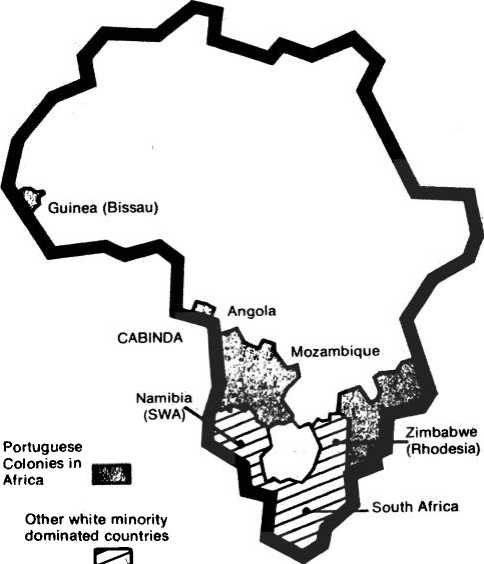 Guinea (Bissau)
Angola
CABINDA
Mozambique
Namibia
(SWA)
Zimbabwe
(Rhodesia)
Portuguese
Colonies in
Africa
South Africa
Other white minority
dominated countries